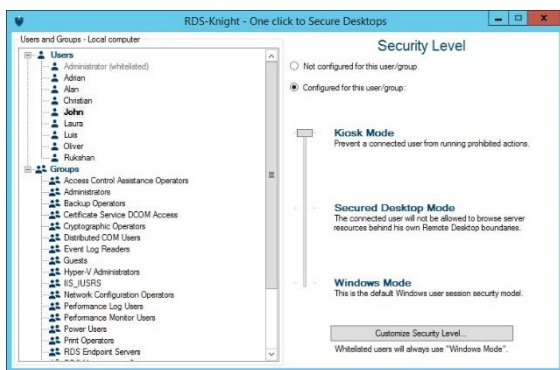 RDS-Knight - One click to Secure Desktops
Users and Groups - Local computer
Users
Administrator (whitelisted)
Adrian
Alan
Christian
John
Laura
Luis
Oliver
Rukshan
Groups
Access Control Assistance Operators
Administrators
Backup Operators
Certificate Service DCOM Access
Cryptographic Operators
Distributed COM Users
Event Log Readers
Guests
Hyper-V Administrators
IIS_IUSRS
Network Configuration Operators
Performance Log Users
Performance Monitor Users
Power Users
Print Operators
RDS Endpoint Servers
Security Level
Not configured for this user/group
Configured for this user/group:
Kiosk Mode
Prevent a connected user from running prohibited actions.
Secured Desktop Mode
The connected user will not be allowed to browse server
resources behind his own Remote Desktop boundaries.
Windows Mode
This is the default Windows user session security model.
Customize Security Level...
Whitelisted users will always use "Windows Mode".